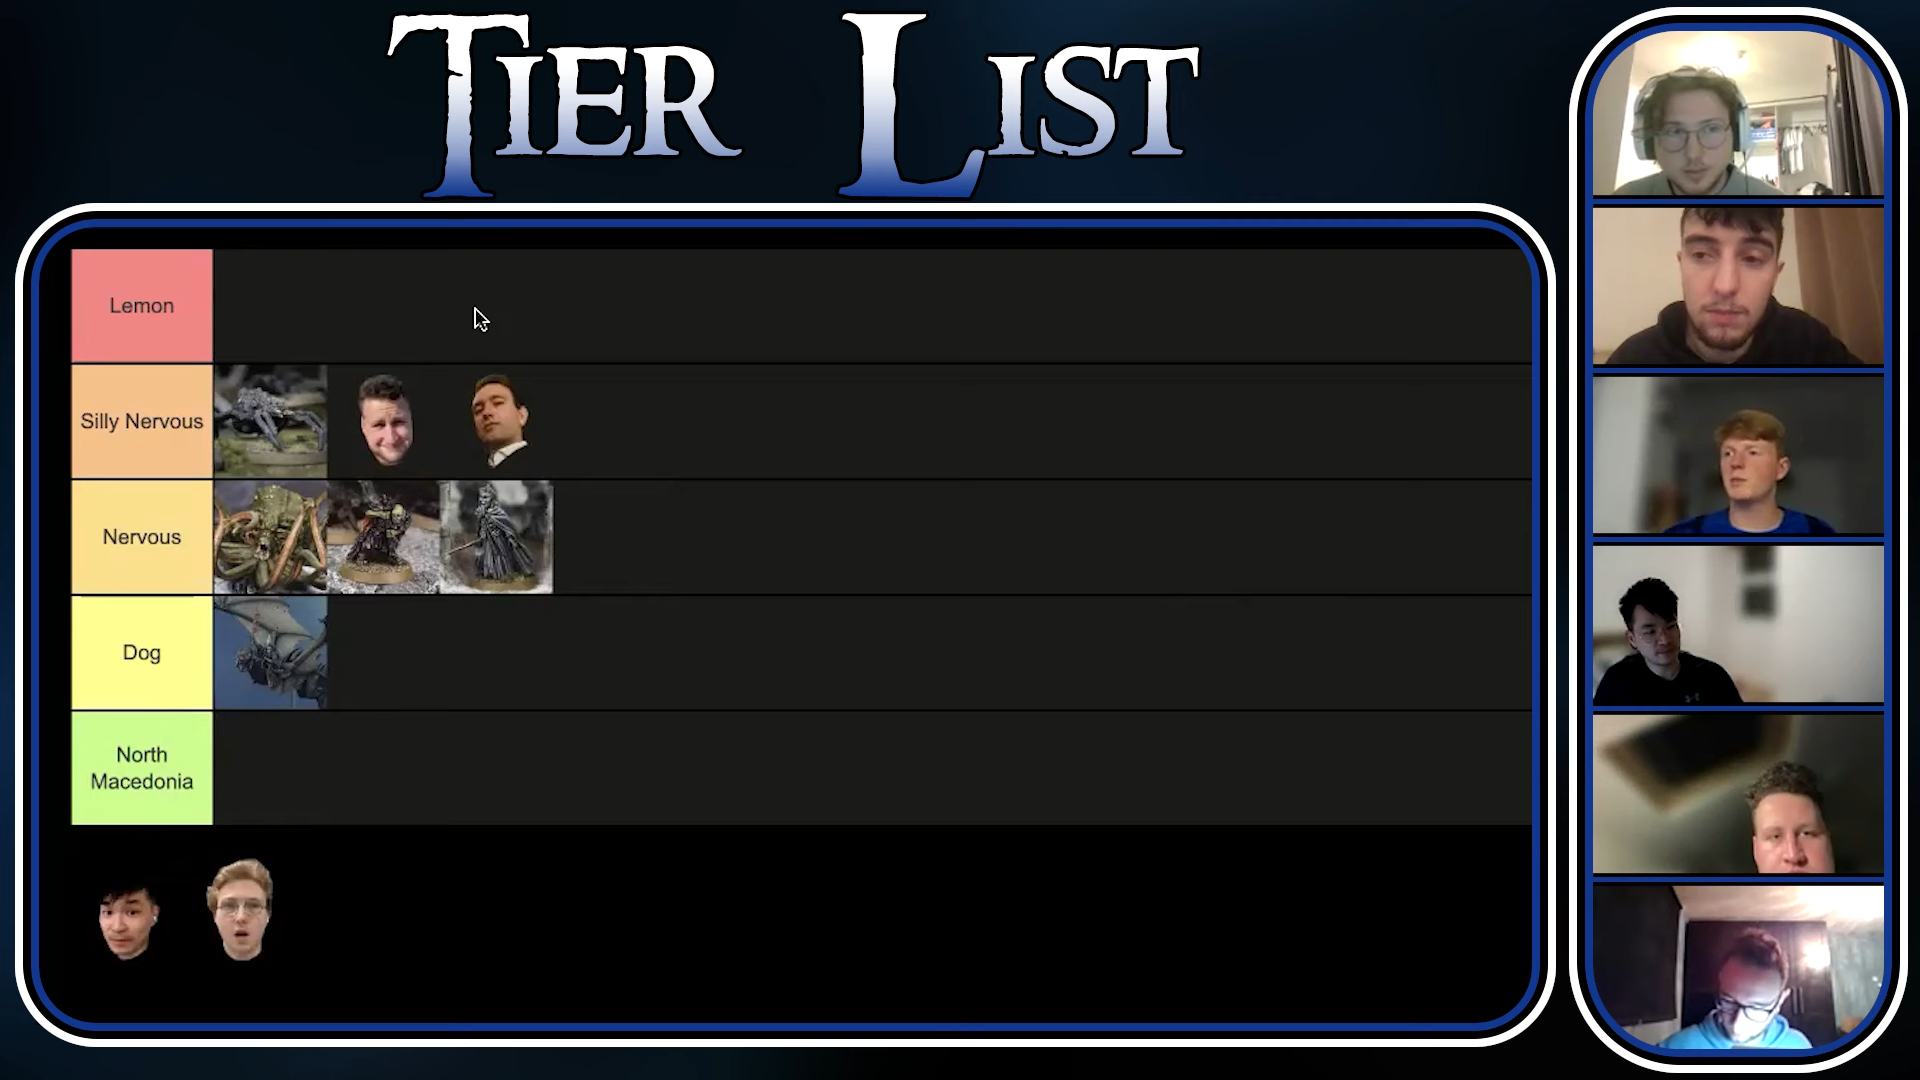 Tier List
Lemon
Silly Nervous
Nervous
Dog
North
Macedonia